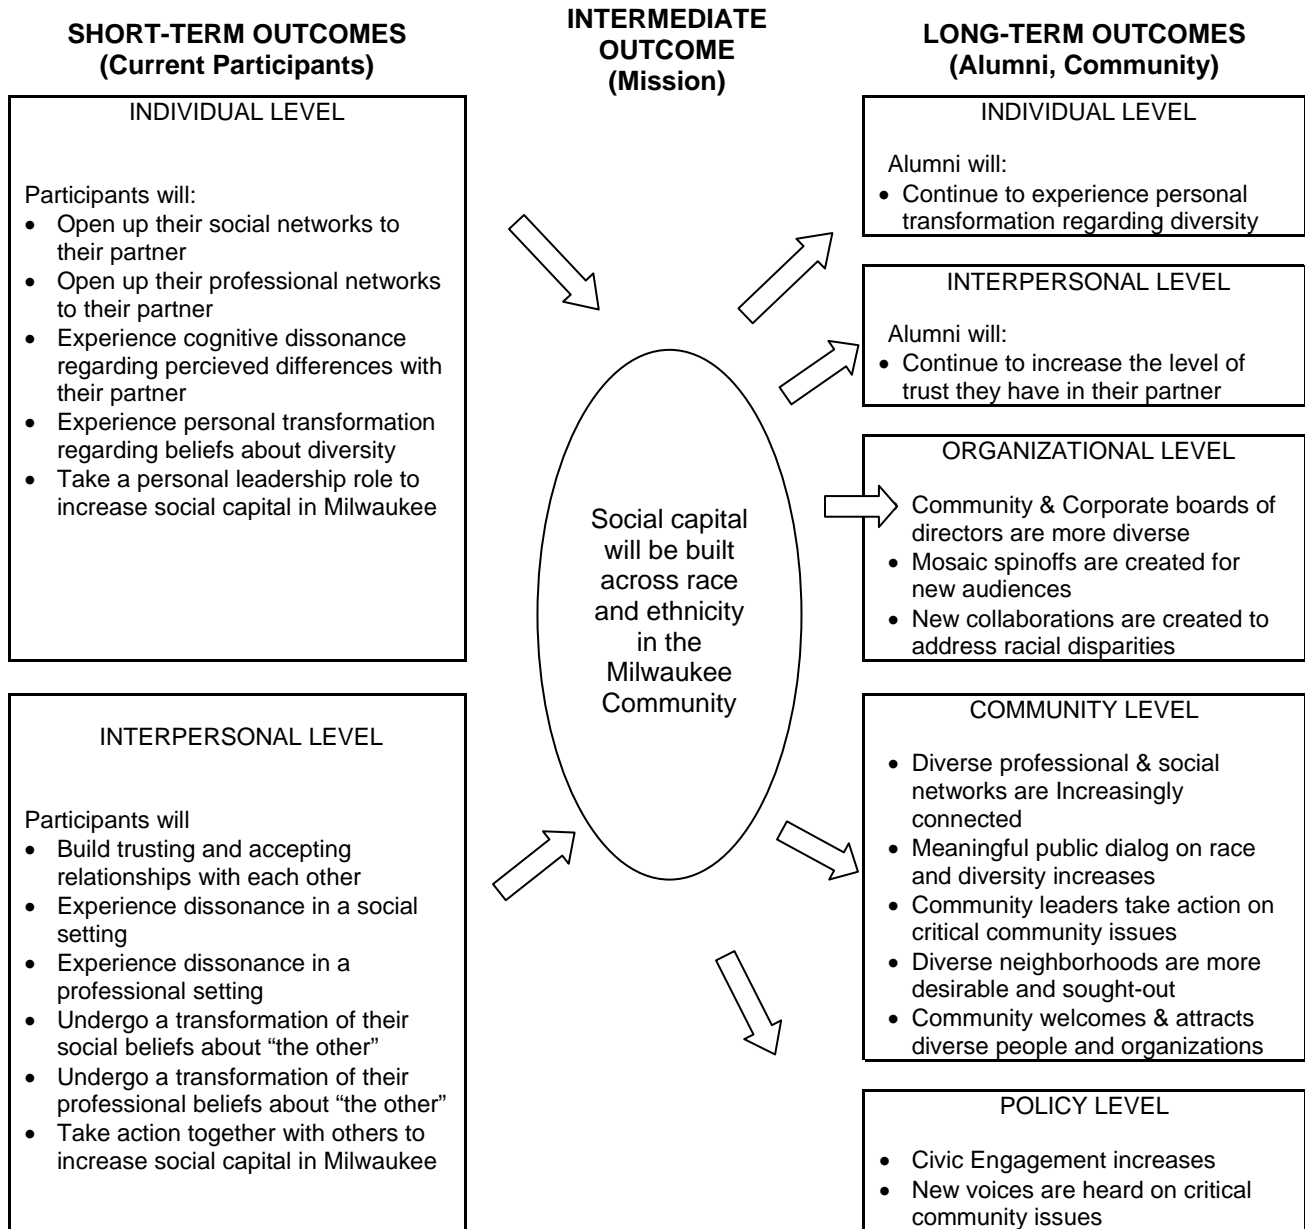 SHORT-TERM OUTCOMES
(Current Participants)
INDIVIDUAL LEVEL
Participants will:
• Open up their social networks to
their partner
• Open up their professional networks
to their partner
• Experience cognitive dissonance
regarding percieved differences with
their partner
• Experience personal transformation
regarding beliefs about diversity
• Take a personal leadership role to
increase social capital in Milwaukee
INTERPERSONAL LEVEL
Participants will
• Build trusting and accepting
relationships with each other
• Experience dissonance in a social
setting
• Experience dissonance in a
professional setting
• Undergo a transformation of their
social beliefs about “the other”
• Undergo a transformation of their
professional beliefs about “the other”
• Take action together with others to
increase social capital in Milwaukee
INTERMEDIATE
OUTCOME
(Mission)
Social capital
will be built
across race
and ethnicity
in the
Milwaukee
Community
LONG-TERM OUTCOMES
(Alumni, Community)
INDIVIDUAL LEVEL
Alumni will:
• Continue to experience personal
transformation regarding diversity
INTERPERSONAL LEVEL
Alumni will:
• Continue to increase the level of
trust they have in their partner
ORGANIZATIONAL LEVEL
• Community & Corporate boards of
directors are more diverse
• Mosaic spinoffs are created for
new audiences
• New collaborations are created to
address racial disparities
COMMUNITY LEVEL
• Diverse professional & social
networks are Increasingly
connected
• Meaningful public dialog on race
and diversity increases
• Community leaders take action on
critical community issues
• Diverse neighborhoods are more
desirable and sought-out
• Community welcomes & attracts
diverse people and organizations
POLICY LEVEL
• Civic Engagement increases
• New voices are heard on critical
community issues